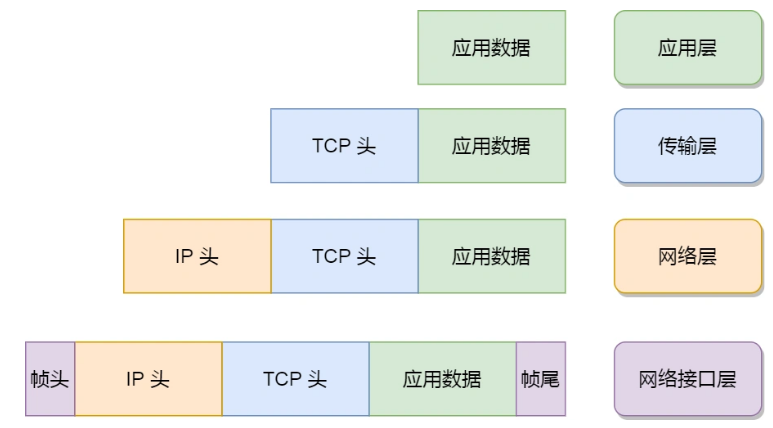 应用数据 应用层
TCP 头 应用数据 传输层
IP 头 TCP 头 应用数据 网络层
帧头 IP 头 TCP 头 应用数据 帧尾 网络接口层